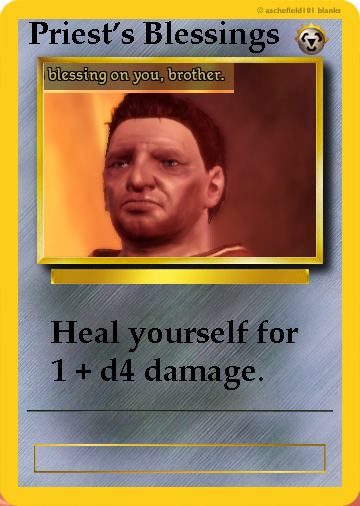 © aschefield101 blanks
Priest's Blessings
blessing on you, brother.
Heal yourself for
1 + d4 damage.